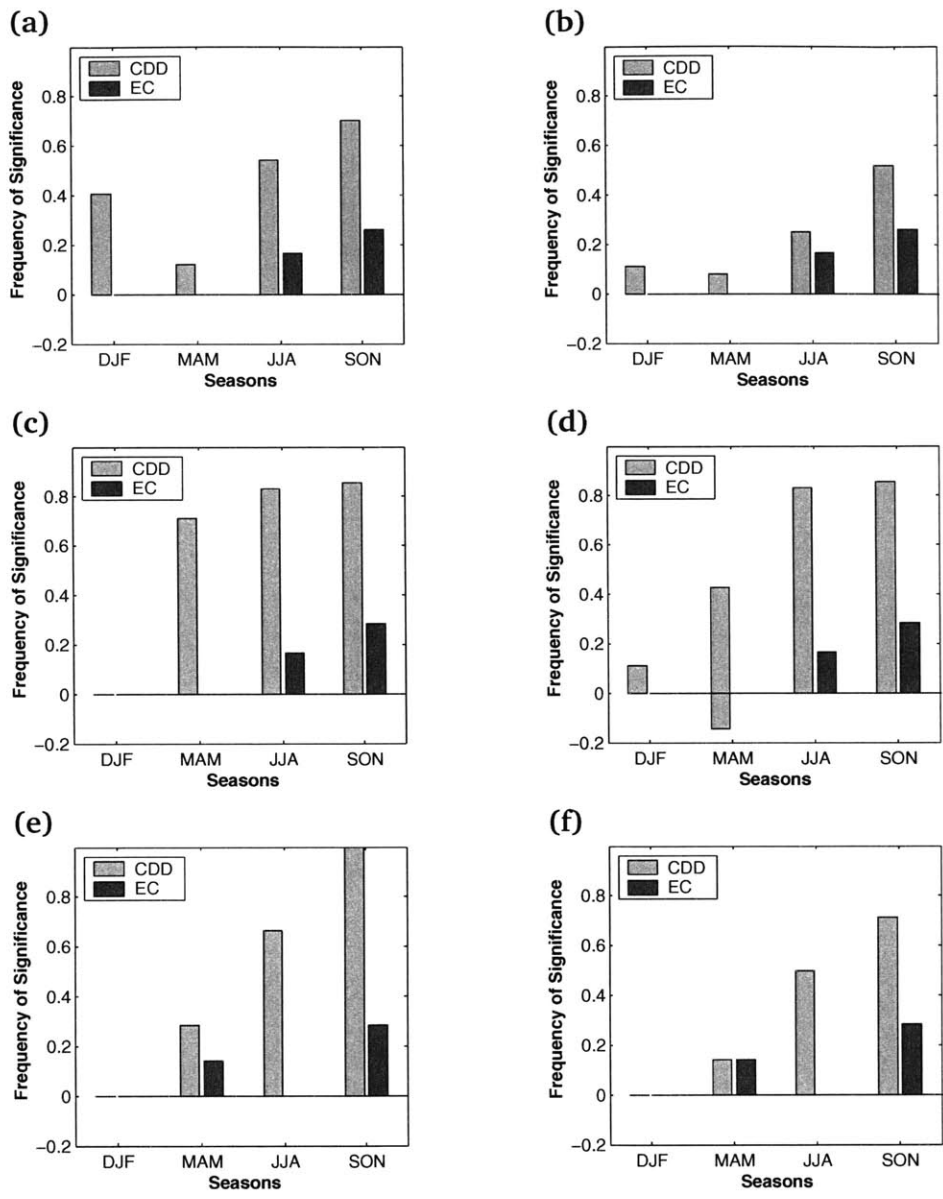 (a)
CDD
EC
Frequency of Significance
0.8
0.6
0.4
0.2
0
−0.2
DJF MAM JJA SON
Seasons
(b)
CDD
EC
Frequency of Significance
0.8
0.6
0.4
0.2
0
−0.2
DJF MAM JJA SON
Seasons
(c)
CDD
EC
Frequency of Significance
0.8
0.6
0.4
0.2
0
−0.2
DJF MAM JJA SON
Seasons
(d)
CDD
EC
Frequency of Significance
0.8
0.6
0.4
0.2
0
−0.2
DJF MAM JJA SON
Seasons
(e)
CDD
EC
Frequency of Significance
0.8
0.6
0.4
0.2
0
−0.2
DJF MAM JJA SON
Seasons
(f)
CDD
EC
Frequency of Significance
0.8
0.6
0.4
0.2
0
−0.2
DJF MAM JJA SON
Seasons